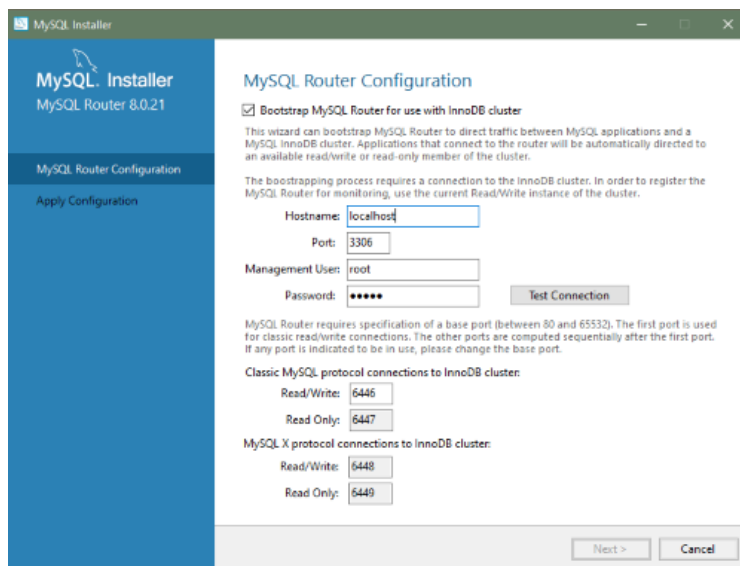 MySQL Installer
MySQL. Installer
MySQL Router 8.0.21
MySQL Router Configuration
Apply Configuration
MySQL Router Configuration
Bootstrap MySQL Router for use with InnoDB cluster
This wizard can bootstrap MySQL Router to direct traffic between MySQL applications and a
MySQL InnoDB cluster. Applications that connect to the router will be automatically directed to
an available read/write or read-only member of the cluster.
The boostrapping process requires a connection to the InnoDB cluster. In order to register the
MySQL Router for monitoring, use the current Read/Write instance of the cluster.
Hostname: localhost
Port: 3306
Management User: root
Password: ●●●●●
Test Connection
MySQL Router requires specification of a base port (between 80 and 65532). The first port is used
for classic read/write connections. The other ports are computed sequentially after the first port.
If any port is indicated to be in use, please change the base port.
Classic MySQL protocol connections to InnoDB cluster:
Read/Write: 6446
Read Only: 6447
MySQL X protocol connections to InnoDB cluster:
Read/Write: 6448
Read Only: 6449
Next > Cancel